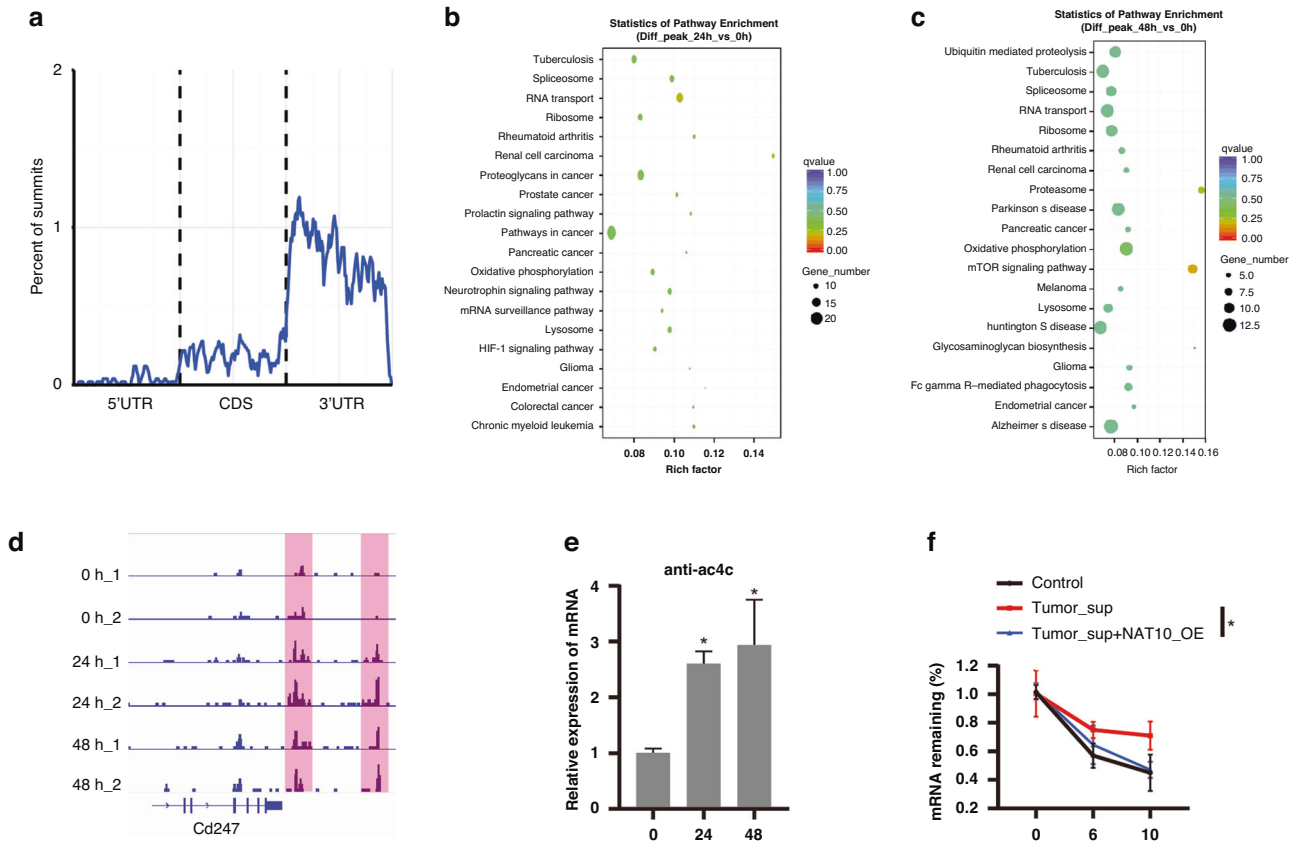 a
2
1
0
Percent of summits
5'UTR
CDS
3'UTR
b
Statistics of Pathway Enrichment
(Diff_peak_24h_vs_0h)
Tuberculosis
Spliceosome
RNA transport
Ribosome
Rheumatoid arthritis
Renal cell carcinoma
Proteoglycans in cancer
Prostate cancer
Prolactin signaling pathway
Pathways in cancer
Pancreatic cancer
Oxidative phosphorylation
Neurotrophin signaling pathway
mRNA surveillance pathway
Lysosome
HIF-1 signaling pathway
Glioma
Endometrial cancer
Colorectal cancer
Chronic myeloid leukemia
0.08 0.10 0.12 0.14
Rich factor
qvalue
1.00
0.75
0.50
0.25
0.00
Gene_number
10
15
20
c
Statistics of Pathway Enrichment
(Diff_peak_48h_vs_0h)
Ubiquitin mediated proteolysis
Tuberculosis
Spliceosome
RNA transport
Ribosome
Rheumatoid arthritis
Renal cell carcinoma
Proteasome
Parkinson s disease
Pancreatic cancer
Oxidative phosphorylation
mTOR signaling pathway
Melanoma
Lysosome
huntington S disease
Glycosaminoglycan biosynthesis
Glioma
Fc gamma R–mediated phagocytosis
Endometrial cancer
Alzheimer s disease
0.08 0.10 0.12 0.14 0.16
Rich factor
qvalue
1.00
0.75
0.50
0.25
0.00
Gene_number
5.0
7.5
10.0
12.5
d
0 h_1
0 h_2
24 h_1
24 h_2
48 h_1
48 h_2
Cd247
e
anti-ac4c
Relative expression of mRNA
4
3
2
1
0
*
*
0 24 48
f
Control
Tumor_sup
Tumor_sup+NAT10_OE
*
mRNA remaining (%)
1.2
1.0
0.8
0.6
0.4
0.2
0 6 10